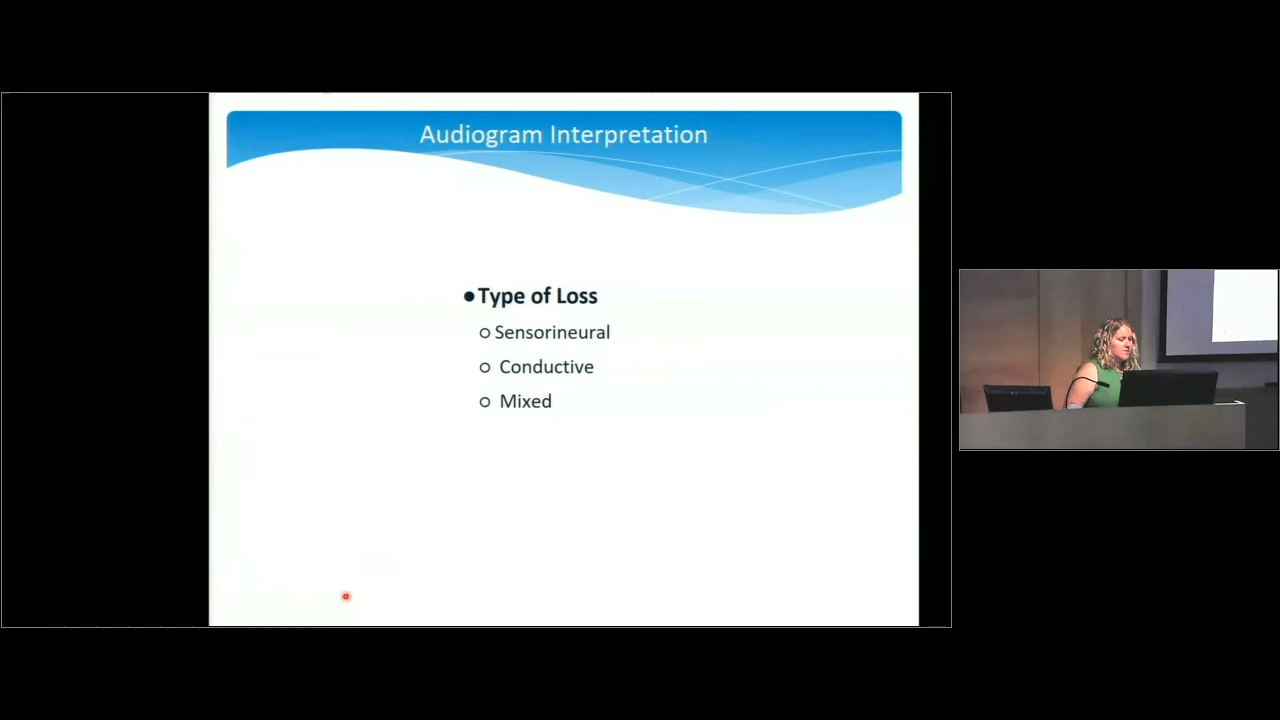 Audiogram Interpretation
●Type of Loss
○ Sensorineural
○ Conductive
○ Mixed